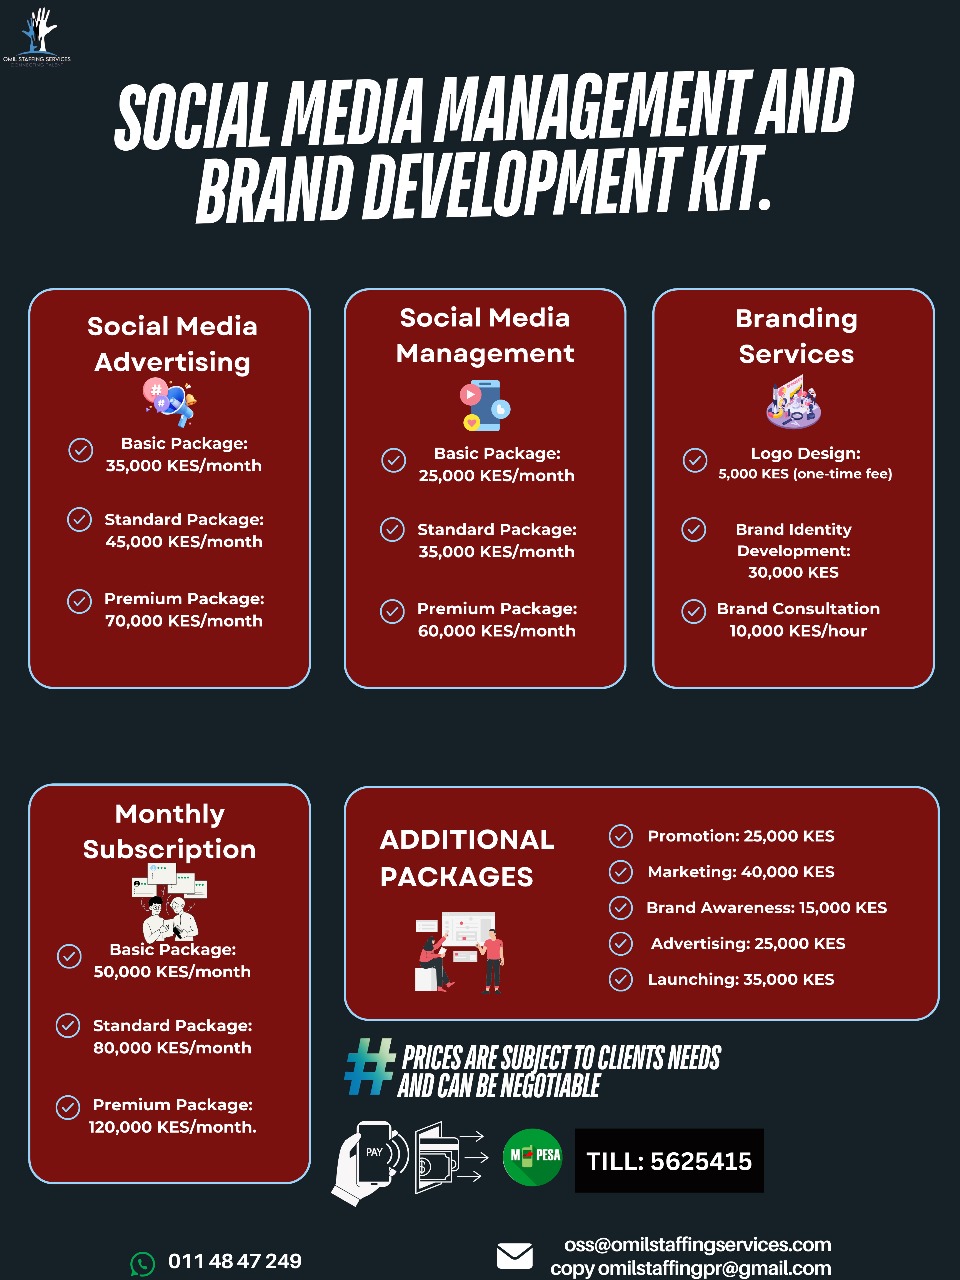 OMIL STAFFING SERVICES
SOCIAL MEDIA MANAGEMENT AND
BRAND DEVELOPMENT KIT.
Social Media
Advertising
#
#
Basic Package:
35,000 KES/month
Standard Package:
45,000 KES/month
Premium Package:
70,000 KES/month
Social Media
Management
Basic Package:
25,000 KES/month
Standard Package:
35,000 KES/month
Premium Package:
60,000 KES/month
Branding
Services
Logo Design:
5,000 KES (one-time fee)
Brand Identity
Development:
30,000 KES
Brand Consultation
10,000 KES/hour
Monthly
Subscription
Basic Package:
50,000 KES/month
Standard Package:
80,000 KES/month
Premium Package:
120,000 KES/month.
ADDITIONAL
PACKAGES
Promotion: 25,000 KES
Marketing: 40,000 KES
Brand Awareness: 15,000 KES
Advertising: 25,000 KES
Launching: 35,000 KES
# PRICES ARE SUBJECT TO CLIENTS NEEDS
AND CAN BE NEGOTIABLE
PAY
$
M PESA
TILL: 5625415
011 48 47 249
oss@omilstaffingservices.com
copy omilstaffingpr@gmail.com